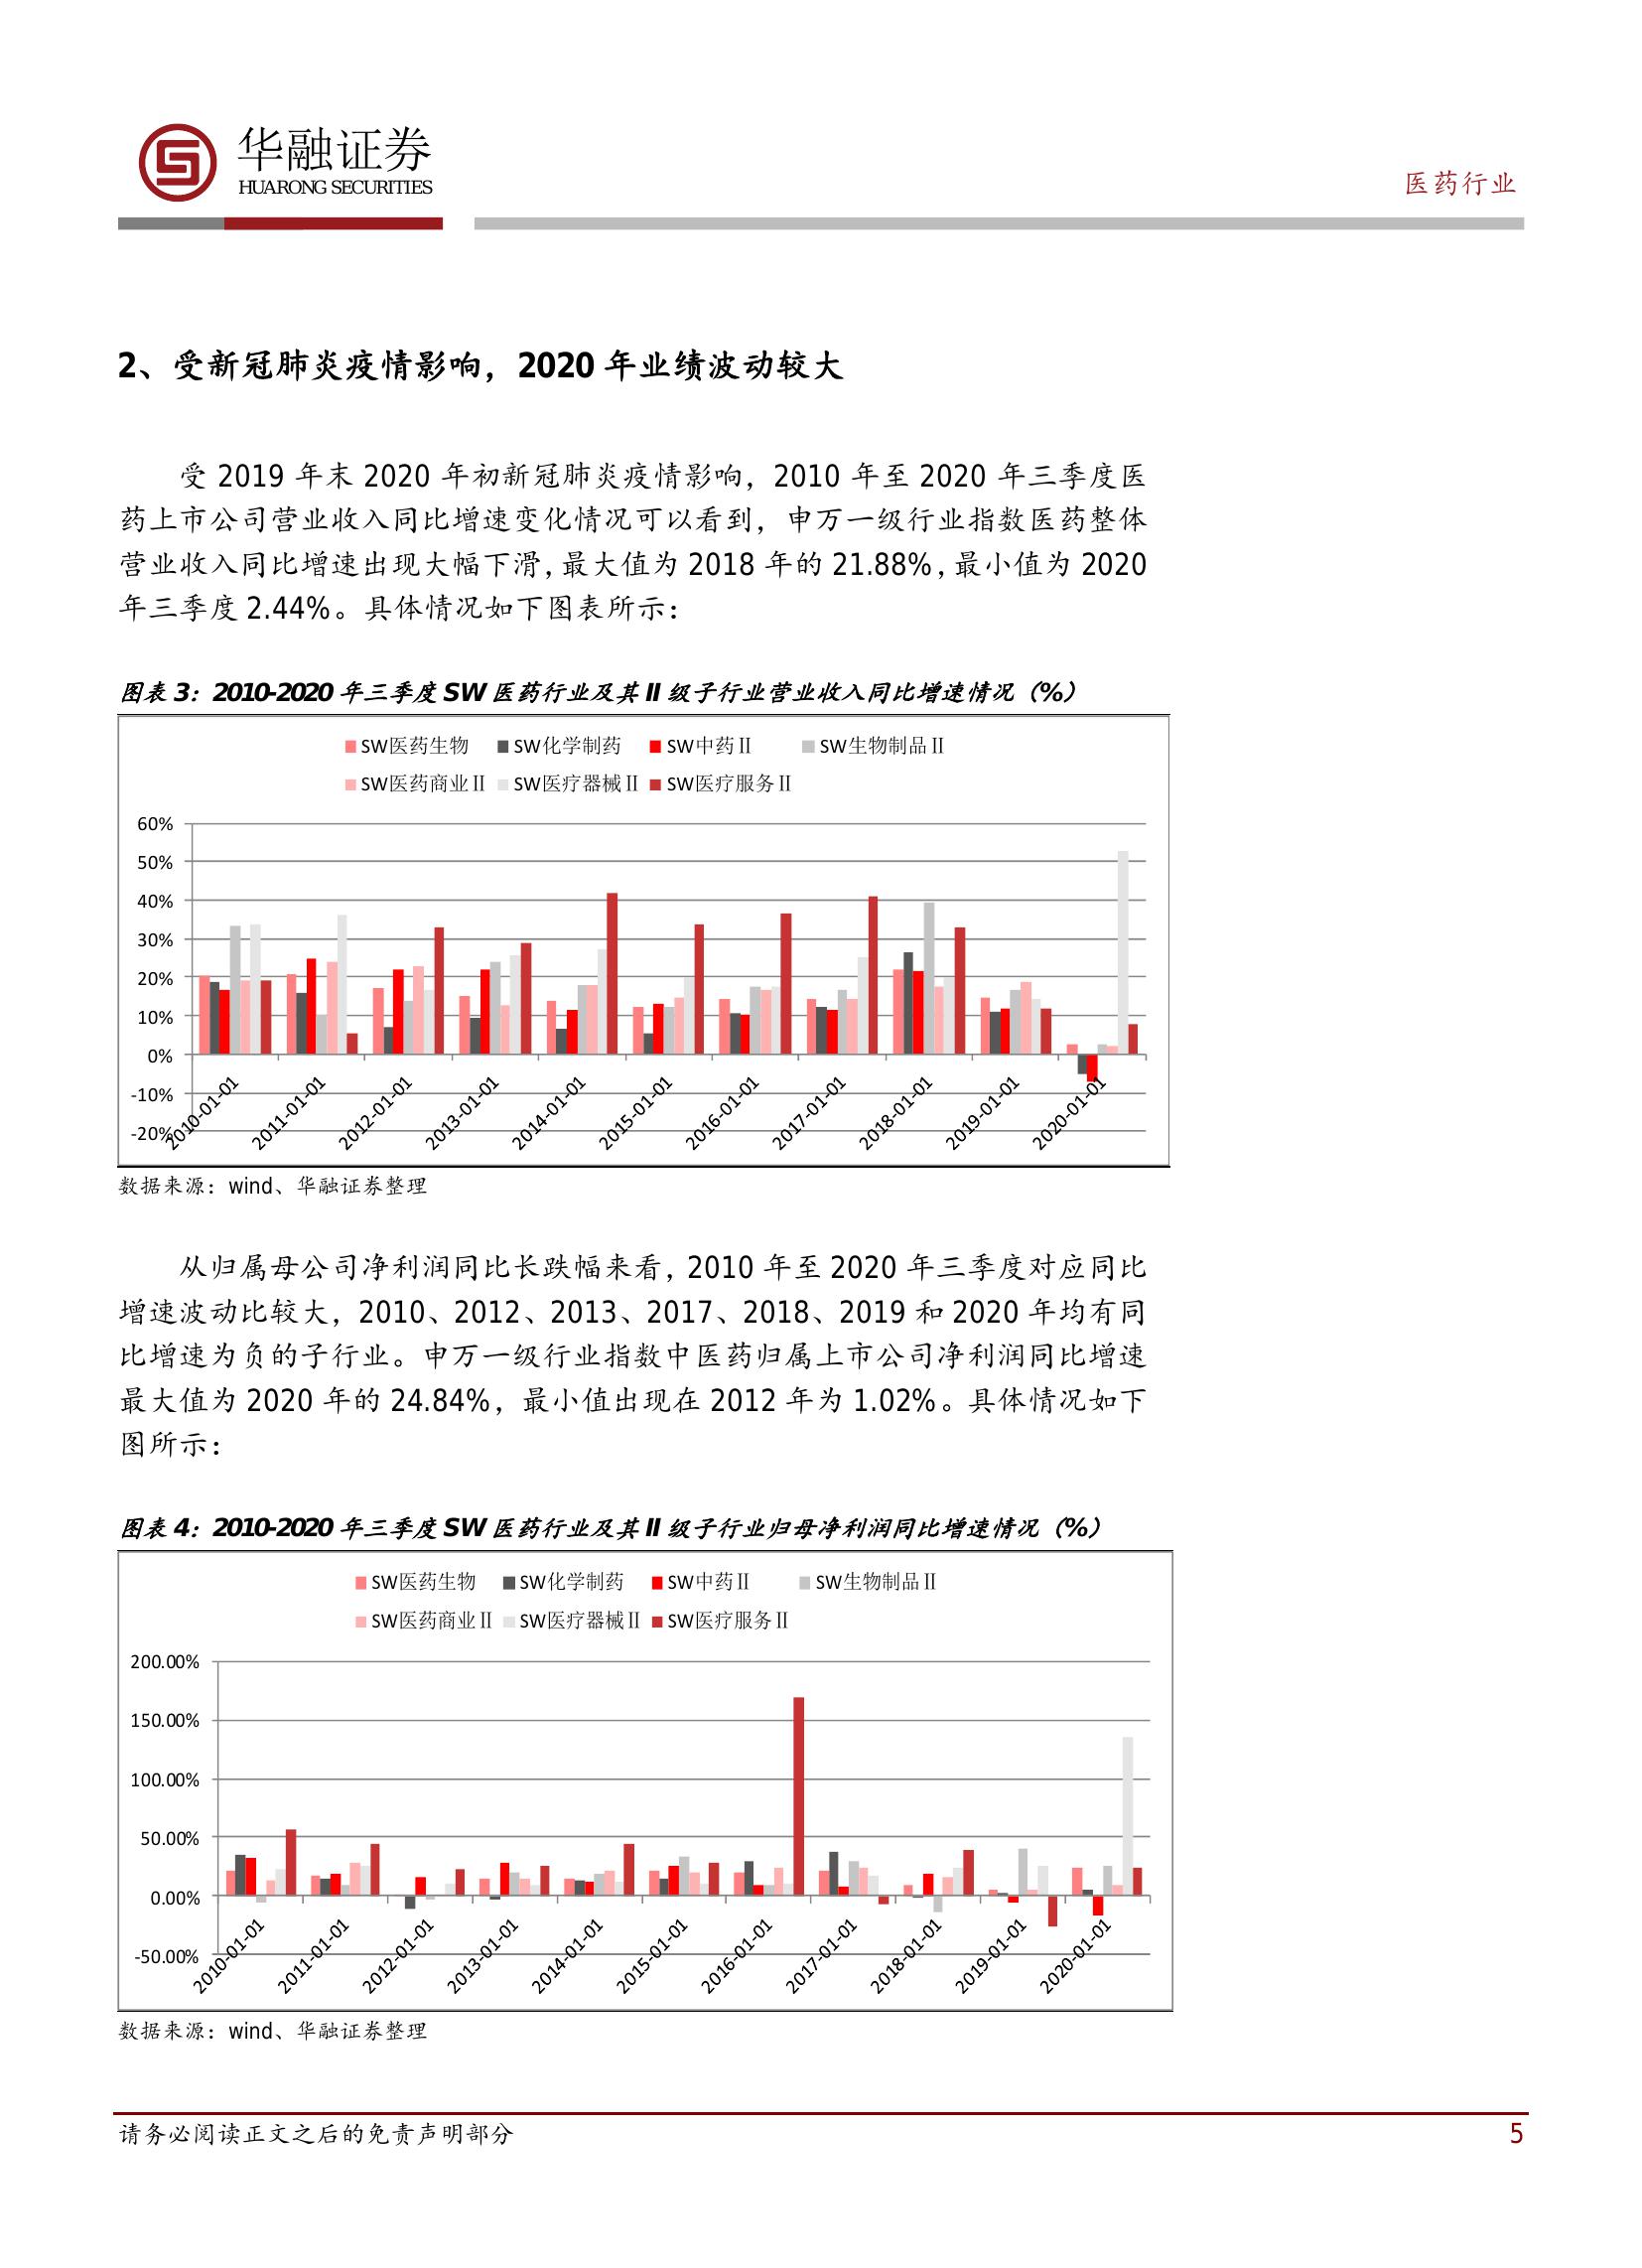 华融证券
HUARONG SECURITIES
医药行业
2、受新冠肺炎疫情影响，2020 年业绩波动较大
受 2019 年末 2020 年初新冠肺炎疫情影响，2010 年至 2020 年三季度医
药上市公司营业收入同比增速变化情况可以看到，申万一级行业指数医药整体
营业收入同比增速出现大幅下滑，最大值为 2018 年的 21.88%，最小值为 2020
年三季度 2.44%。具体情况如下图表所示：
图表 3：2010-2020 年三季度 SW 医药行业及其 II 级子行业营业收入同比增速情况（%）
SW医药生物 SW化学制药 SW中药Ⅱ SW生物制品Ⅱ
SW医药商业Ⅱ SW医疗器械Ⅱ SW医疗服务Ⅱ
60%
50%
40%
30%
20%
10%
0%
-10%
-20%
2010-01-01 2011-01-01 2012-01-01 2013-01-01 2014-01-01 2015-01-01 2016-01-01 2017-01-01 2018-01-01 2019-01-01 2020-01-01
数据来源：wind、华融证券整理
从归属母公司净利润同比长跌幅来看，2010 年至 2020 年三季度对应同比
增速波动比较大，2010、2012、2013、2017、2018、2019 和 2020 年均有同
比增速为负的子行业。申万一级行业指数中医药归属上市公司净利润同比增速
最大值为 2020 年的 24.84%，最小值出现在 2012 年为 1.02%。具体情况如下
图所示：
图表 4：2010-2020 年三季度 SW 医药行业及其 II 级子行业归母净利润同比增速情况（%）
SW医药生物 SW化学制药 SW中药Ⅱ SW生物制品Ⅱ
SW医药商业Ⅱ SW医疗器械Ⅱ SW医疗服务Ⅱ
200.00%
150.00%
100.00%
50.00%
0.00%
-50.00%
2010-01-01 2011-01-01 2012-01-01 2013-01-01 2014-01-01 2015-01-01 2016-01-01 2017-01-01 2018-01-01 2019-01-01 2020-01-01
数据来源：wind、华融证券整理
请务必阅读正文之后的免责声明部分 5